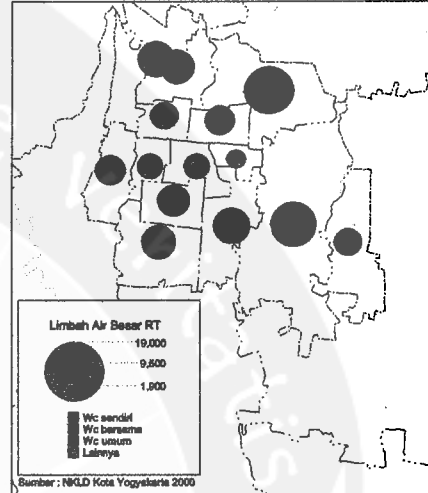 Limbah Air Besar RT
19,000
9,500
1,900
Wc sendiri
Wc bersama
Wc umum
Lainnya
Sumber : NKLD Kota Yogyakarta 2000